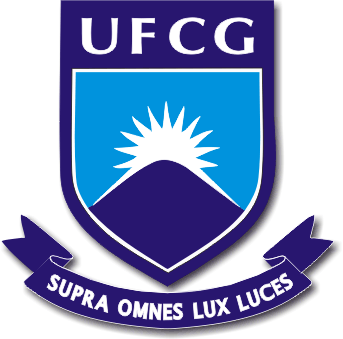 UFCG
SUPRA OMNES LUX LUCES